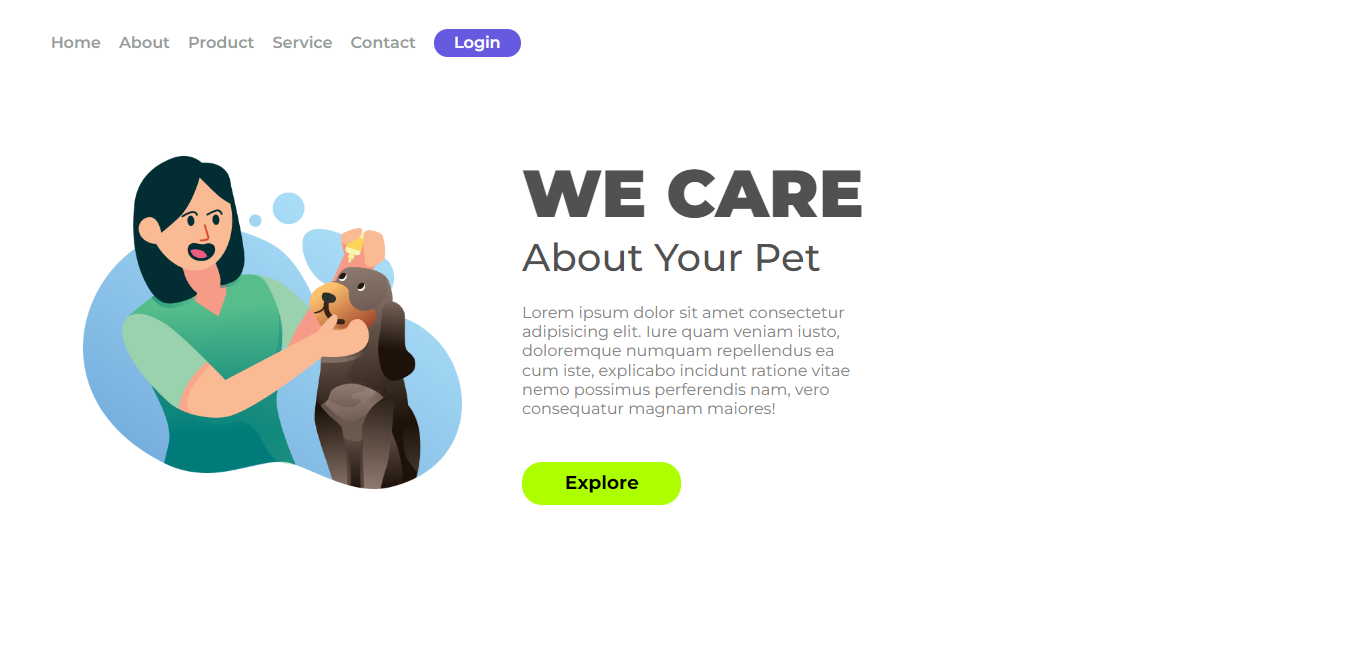 Home About Product Service Contact Login
WE CARE
About Your Pet
Lorem ipsum dolor sit amet consectetur
adipisicing elit. Iure quam veniam iusto,
doloremque numquam repellendus ea
cum iste, explicabo incidunt ratione vitae
nemo possimus perferendis nam, vero
consequatur magnam maiores!
Explore